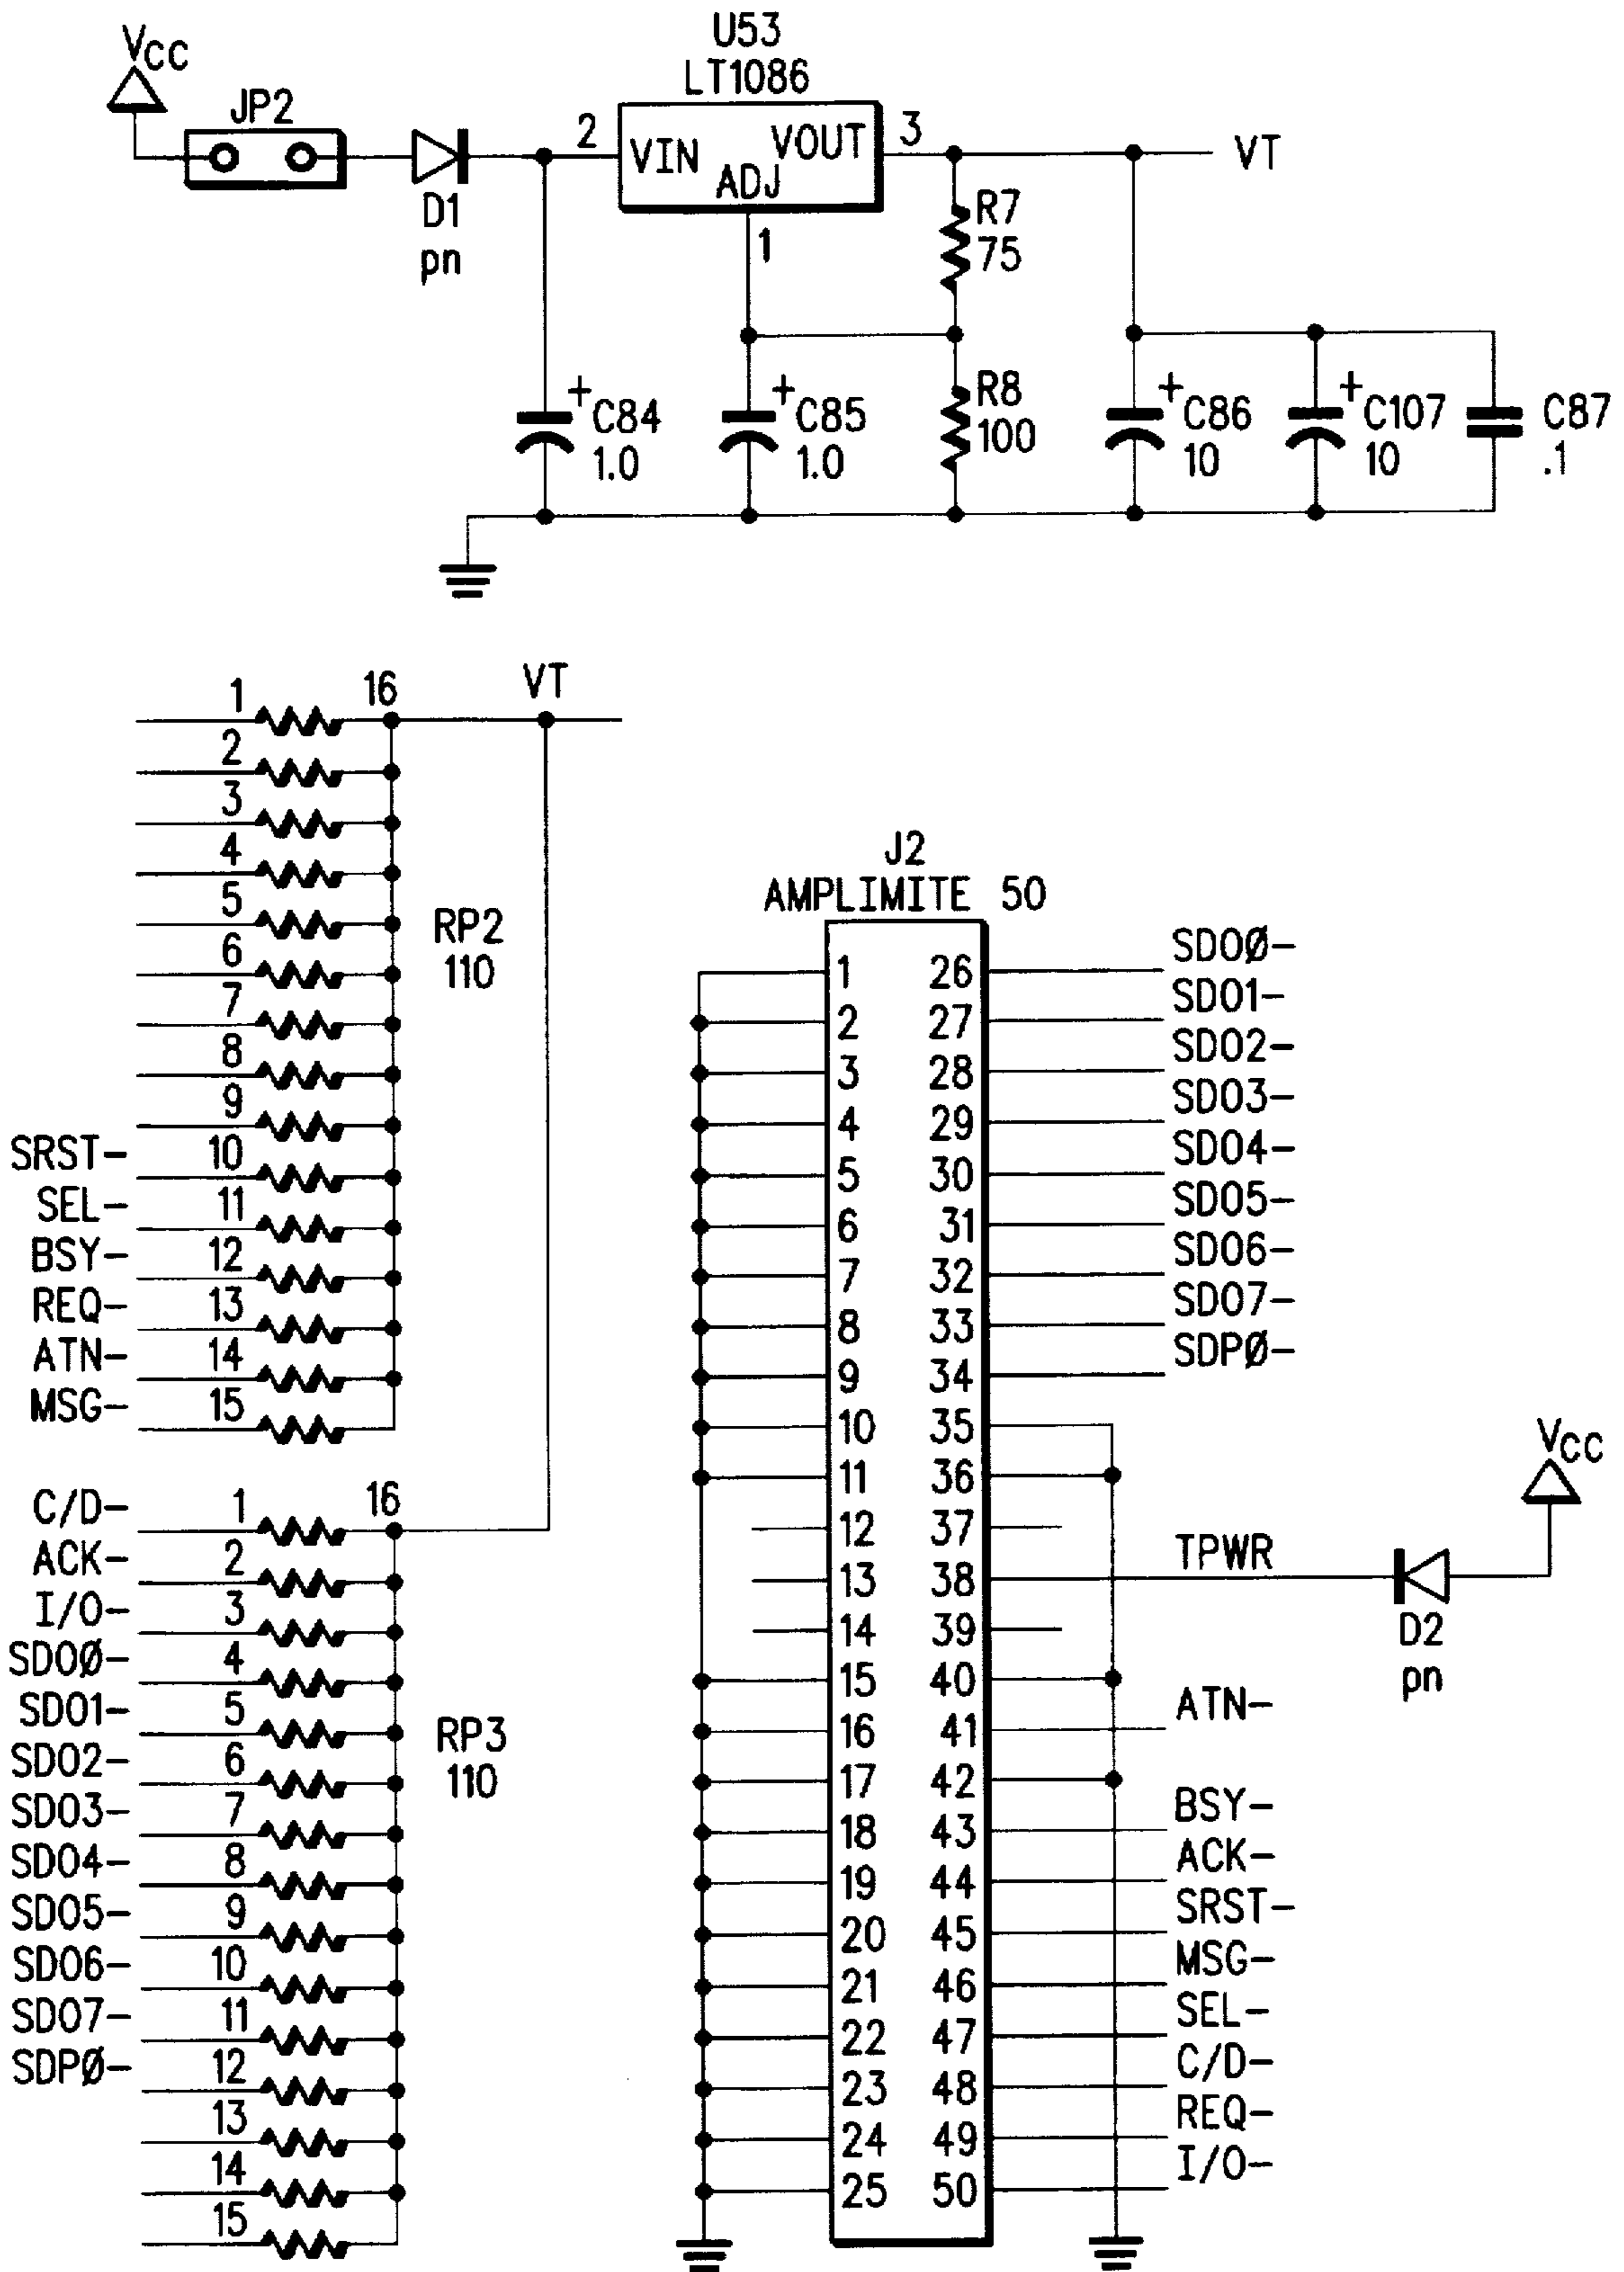 VCC
JP2
D1
pn
U53
LT1086
2
VIN
VOUT
ADJ
3
1
VT
R7
75
R8
100
+
C84
1.0
+
C85
1.0
+
C86
10
+
C107
10
C87
.1
VT
16
1
2
3
4
5
6
7
8
9
SRST- 10
SEL- 11
BSY- 12
REQ- 13
ATN- 14
MSG- 15
RP2
110
16
C/D- 1
ACK- 2
I/O- 3
SDOØ- 4
SDO1- 5
SDO2- 6
SDO3- 7
SDO4- 8
SDO5- 9
SDO6- 10
SDO7- 11
SDPØ- 12
13
14
15
RP3
110
J2
AMPLIMITE 50
1 26 SDOØ-
2 27 SDO1-
3 28 SDO2-
4 29 SDO3-
5 30 SDO4-
6 31 SDO5-
7 32 SDO6-
8 33 SDO7-
9 34 SDPØ-
10 35
11 36
12 37
13 38 TPWR
14 39
15 40
16 41 ATN-
17 42
18 43 BSY-
19 44 ACK-
20 45 SRST-
21 46 MSG-
22 47 SEL-
23 48 C/D-
24 49 REQ-
25 50 I/O-
VCC
D2
pn